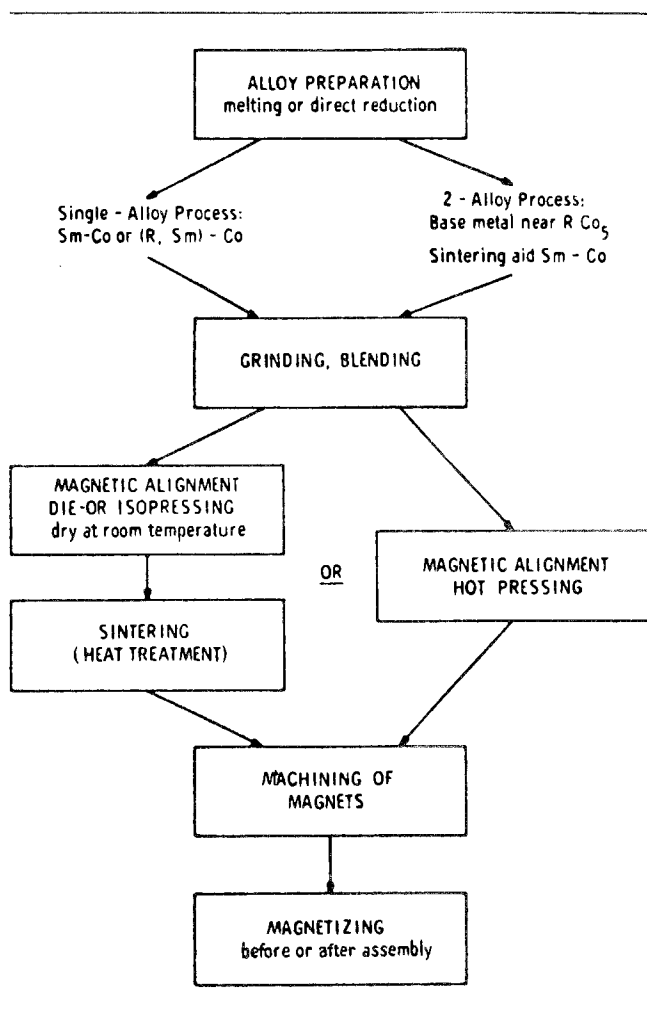 ALLOY PREPARATION
melting or direct reduction
Single - Alloy Process:
Sm-Co or (R, Sm) - Co
2 - Alloy Process:
Base metal near R Co₅
Sintering aid Sm - Co
GRINDING, BLENDING
MAGNETIC ALIGNMENT
DIE-OR ISOPRESSING
dry at room temperature
OR
MAGNETIC ALIGNMENT
HOT PRESSING
SINTERING
(HEAT TREATMENT)
MACHINING OF
MAGNETS
MAGNETIZING
before or after assembly